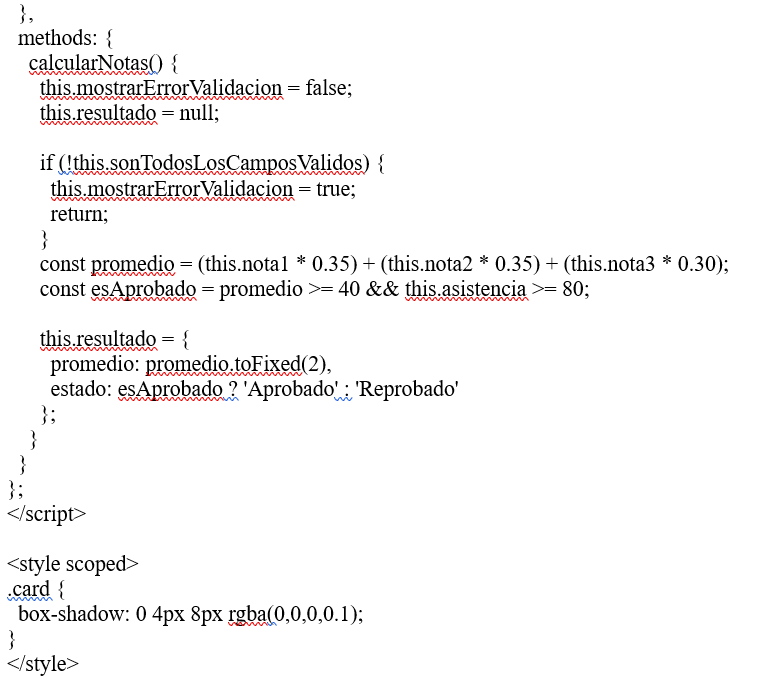 },
methods: {
calcularNotas() {
this.mostrarErrorValidacion = false;
this.resultado = null;
if (!this.sonTodosLosCamposValidos) {
this.mostrarErrorValidacion = true;
return;
}
const promedio = (this.nota1 * 0.35) + (this.nota2 * 0.35) + (this.nota3 * 0.30);
const esAprobado = promedio >= 40 && this.asistencia >= 80;
this.resultado = {
promedio: promedio.toFixed(2),
estado: esAprobado ? 'Aprobado' : 'Reprobado'
};
}
}
};
</script>
<style scoped>
.card {
box-shadow: 0 4px 8px rgba(0,0,0,0.1);
}
</style>